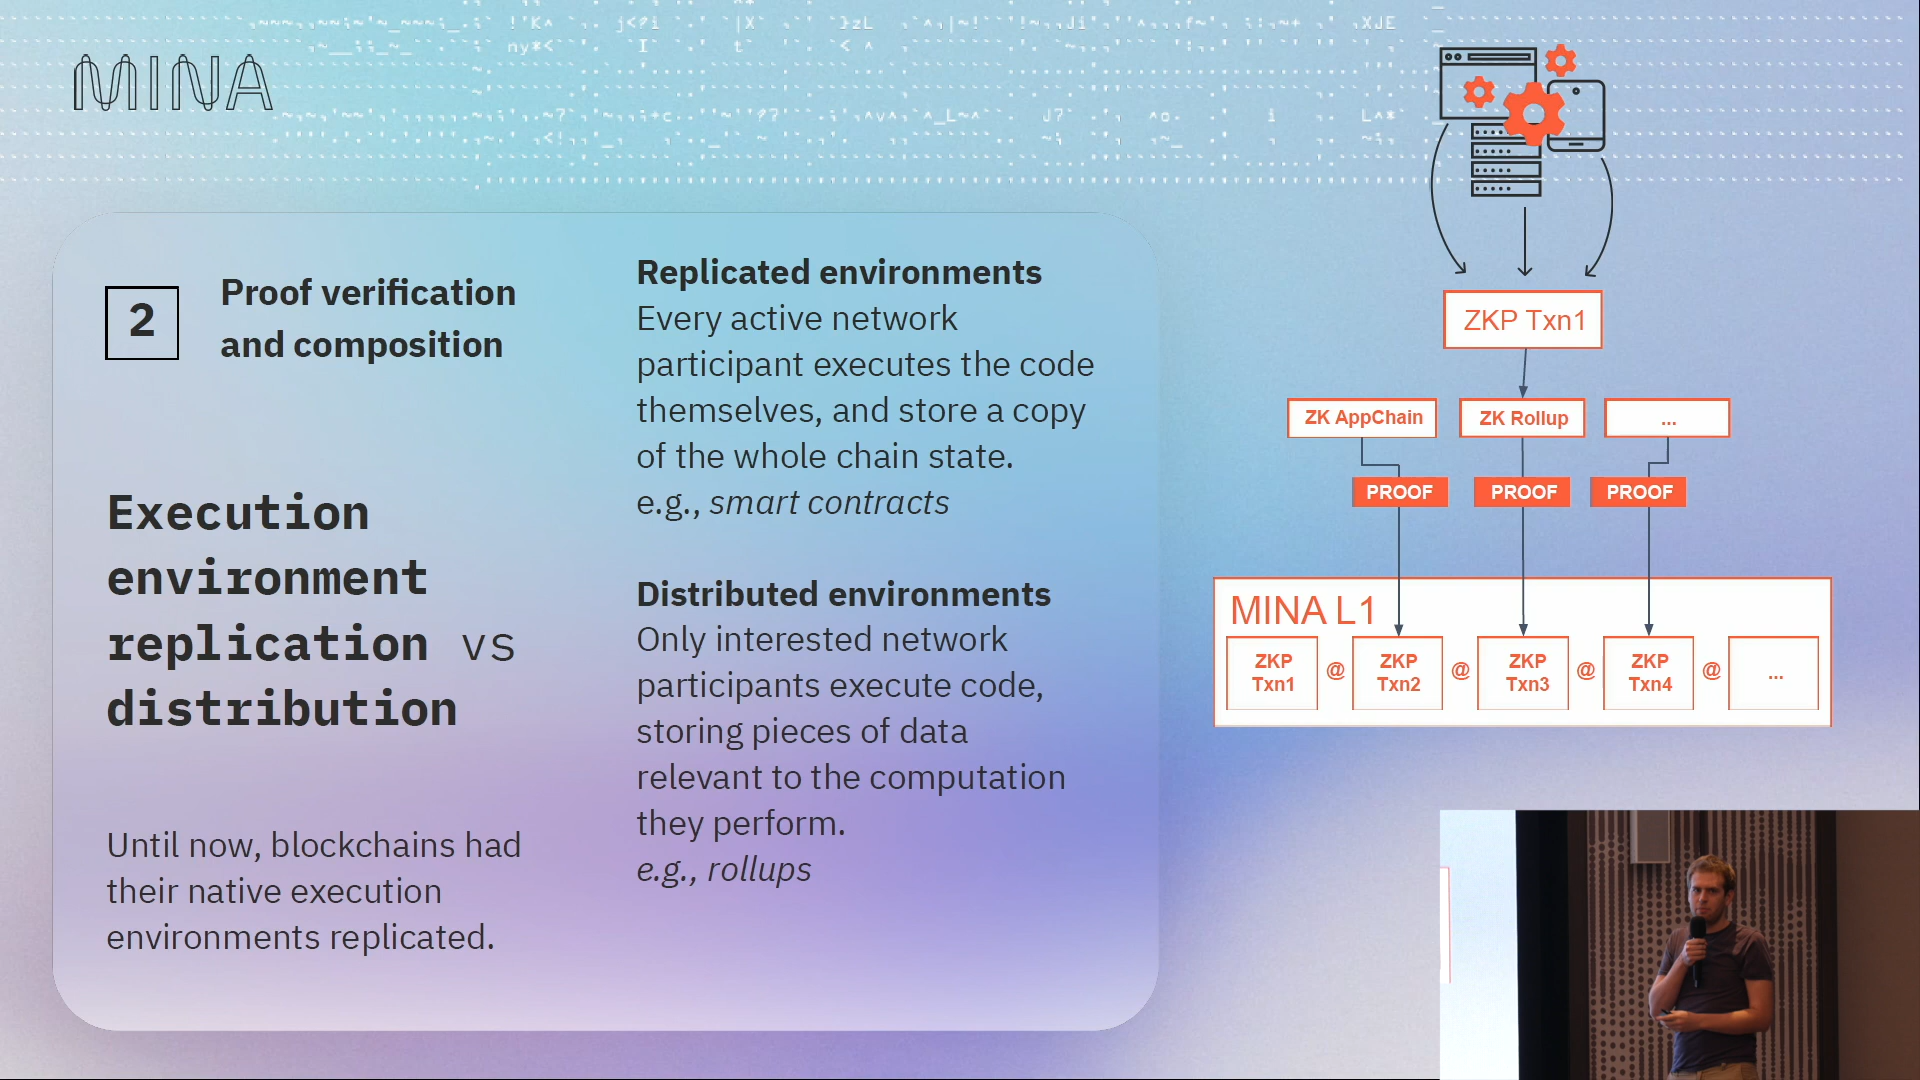 MINA
2
Proof verification
and composition
Execution
environment
replication vs
distribution
Until now, blockchains had
their native execution
environments replicated.
Replicated environments
Every active network
participant executes the code
themselves, and store a copy
of the whole chain state.
e.g., smart contracts
Distributed environments
Only interested network
participants execute code,
storing pieces of data
relevant to the computation
they perform.
e.g., rollups
ZKP Txn1
ZK AppChain
ZK Rollup
...
PROOF
PROOF
PROOF
MINA L1
ZKP
Txn1
@
ZKP
Txn2
@
ZKP
Txn3
@
ZKP
Txn4
@
...